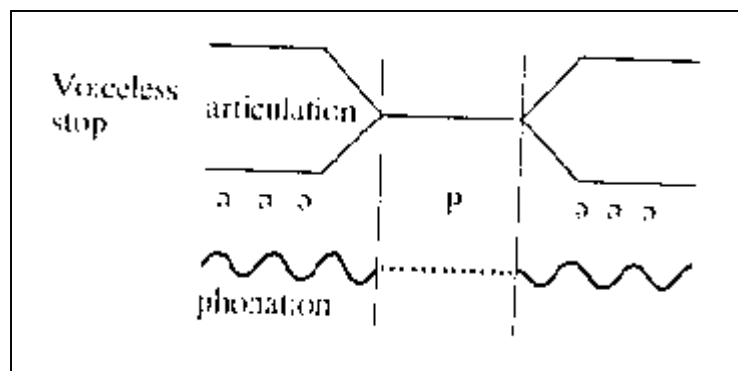 Voiceless
stop
articulation
ə ə ə p ə ə ə
phonation